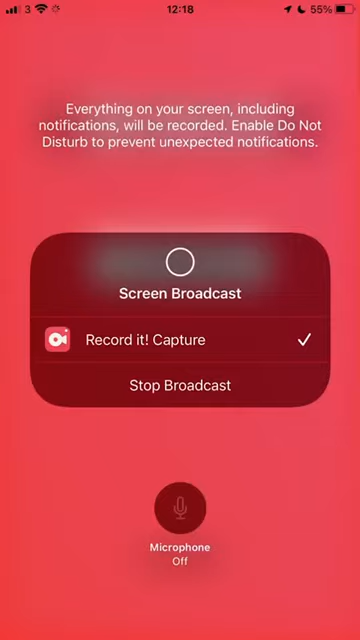 3 12:18 55%
Everything on your screen, including
notifications, will be recorded. Enable Do Not
Disturb to prevent unexpected notifications.
Screen Broadcast
Record it! Capture
Stop Broadcast
Microphone
Off